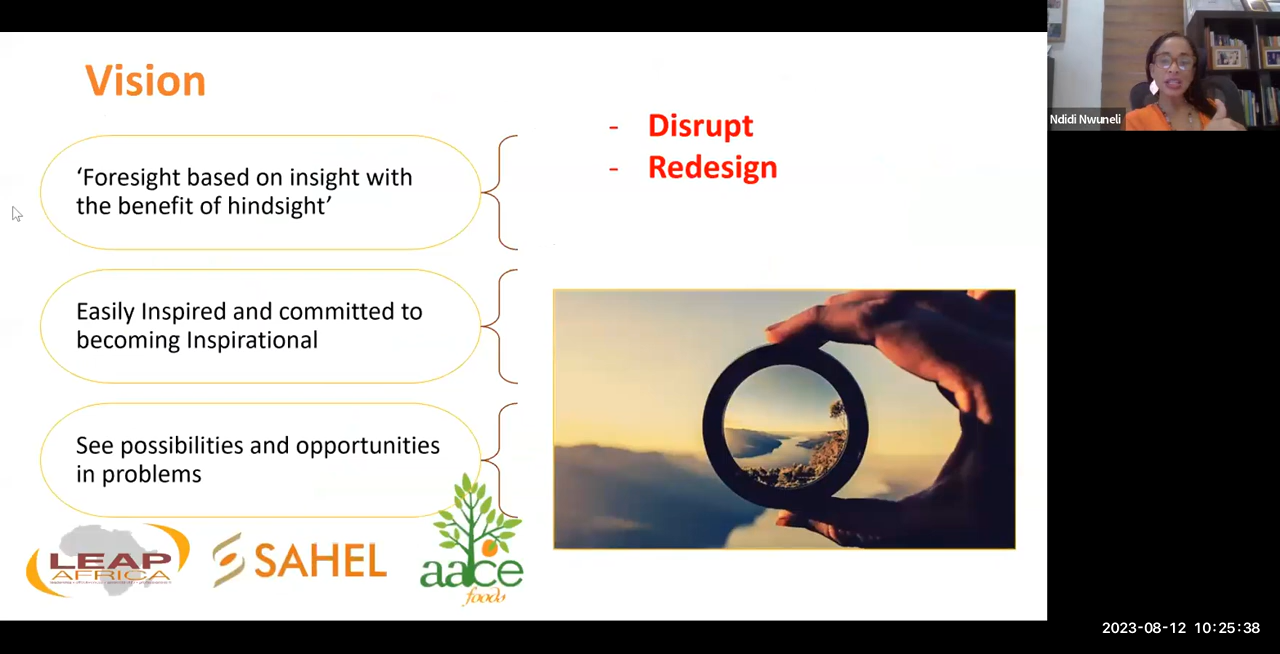 Vision
‘Foresight based on insight with
the benefit of hindsight’
Easily Inspired and committed to
becoming Inspirational
See possibilities and opportunities
in problems
- Disrupt
- Redesign
LEAP
AFRICA
SAHEL
aace
foods
Ndidi Nwuneli
2023-08-12 10:25:38